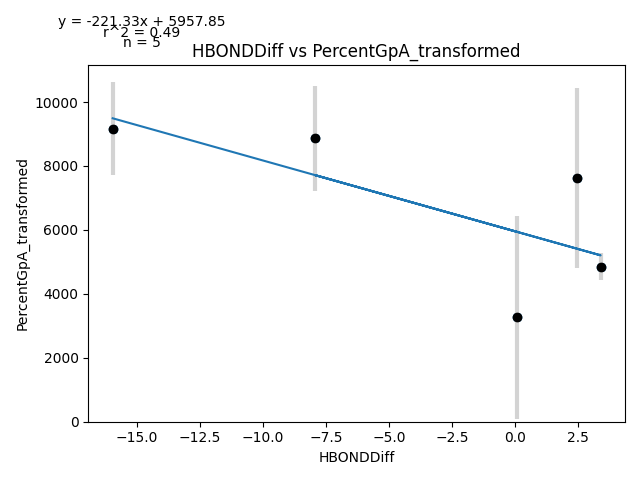 y = -221.33x + 5957.85
r^2 = 0.49
n = 5
HBONDDiff vs PercentGpA_transformed
PercentGpA_transformed
10000
8000
6000
4000
2000
0
−15.0 −12.5 −10.0 −7.5 −5.0 −2.5 0.0 2.5
HBONDDiff